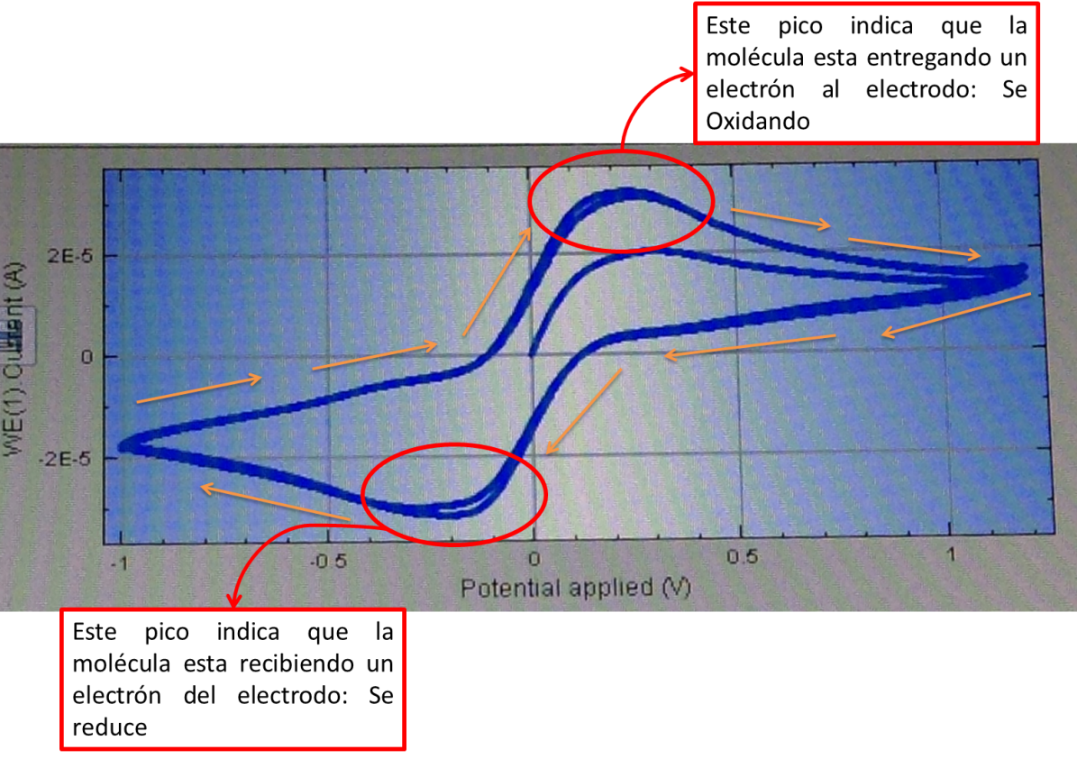 Este pico indica que la
molécula esta entregando un
electrón al electrodo: Se
Oxidando
WE(1).Current (A)
2E-5
0
-2E-5
-1
-0.5
0
0.5
1
Potential applied (V)
Este pico indica que la
molécula esta recibiendo un
electrón del electrodo: Se
reduce